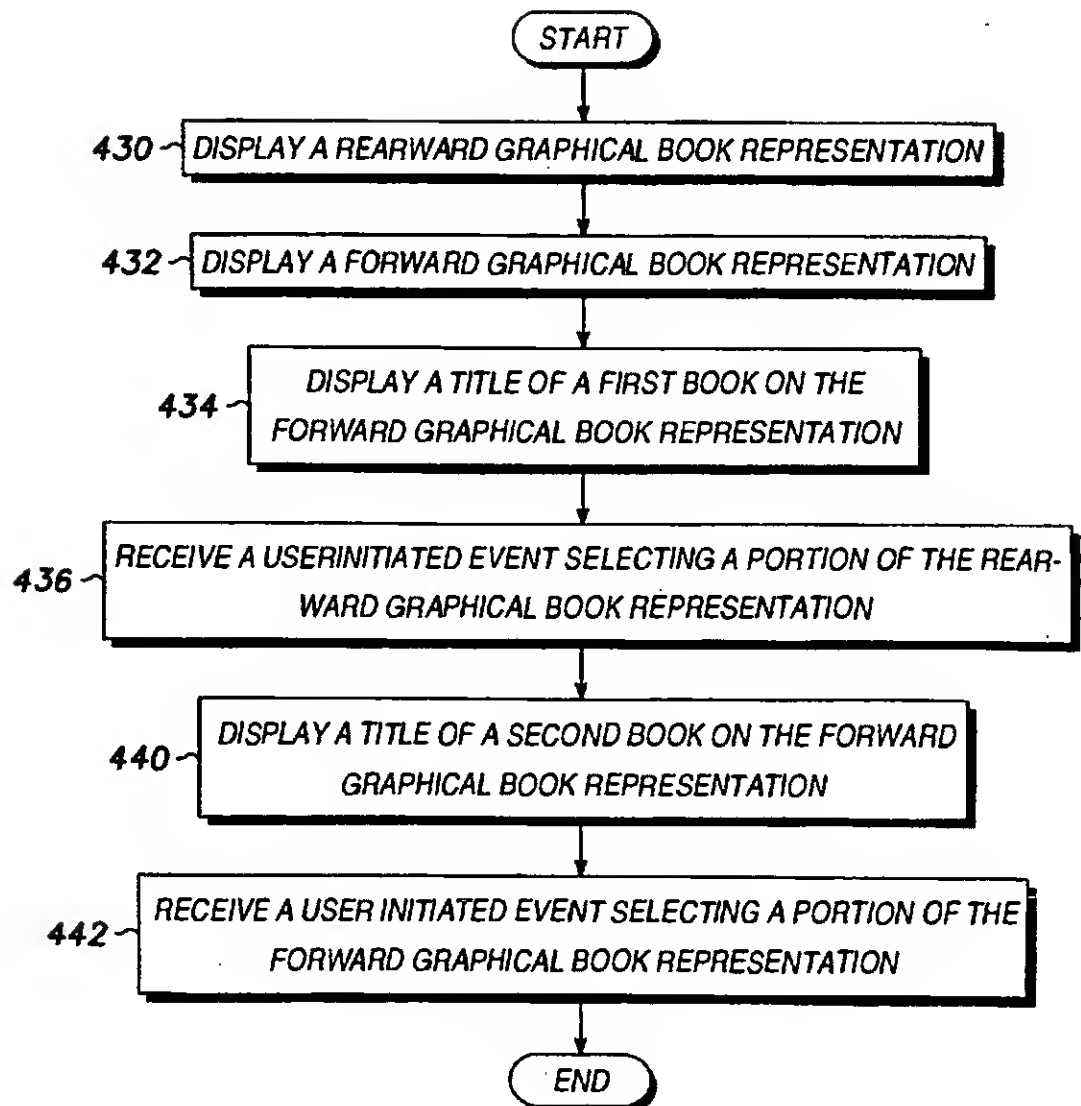 START
430 DISPLAY A REARWARD GRAPHICAL BOOK REPRESENTATION
432 DISPLAY A FORWARD GRAPHICAL BOOK REPRESENTATION
434
DISPLAY A TITLE OF A FIRST BOOK ON THE
FORWARD GRAPHICAL BOOK REPRESENTATION
436
RECEIVE A USERINITIATED EVENT SELECTING A PORTION OF THE REAR-
WARD GRAPHICAL BOOK REPRESENTATION
440
DISPLAY A TITLE OF A SECOND BOOK ON THE FORWARD
GRAPHICAL BOOK REPRESENTATION
442
RECEIVE A USER INITIATED EVENT SELECTING A PORTION OF THE
FORWARD GRAPHICAL BOOK REPRESENTATION
END